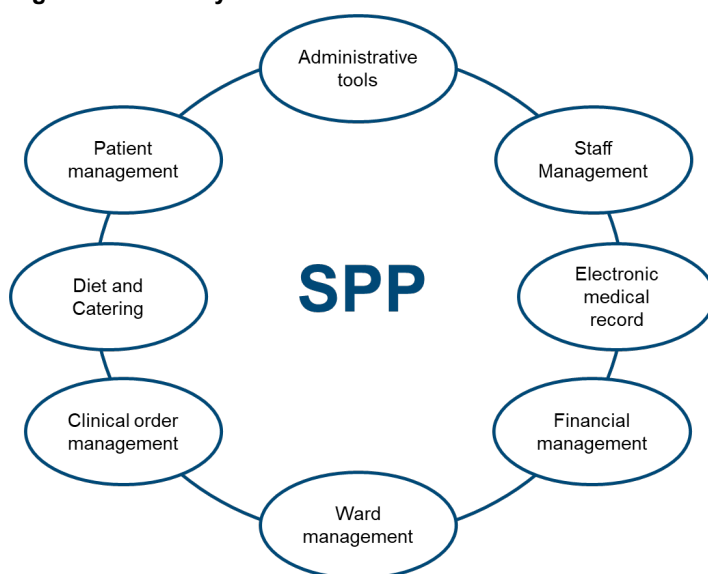 Administrative
tools
Patient
management
Staff
Management
Diet and
Catering
SPP
Electronic
medical
record
Clinical order
management
Financial
management
Ward
management